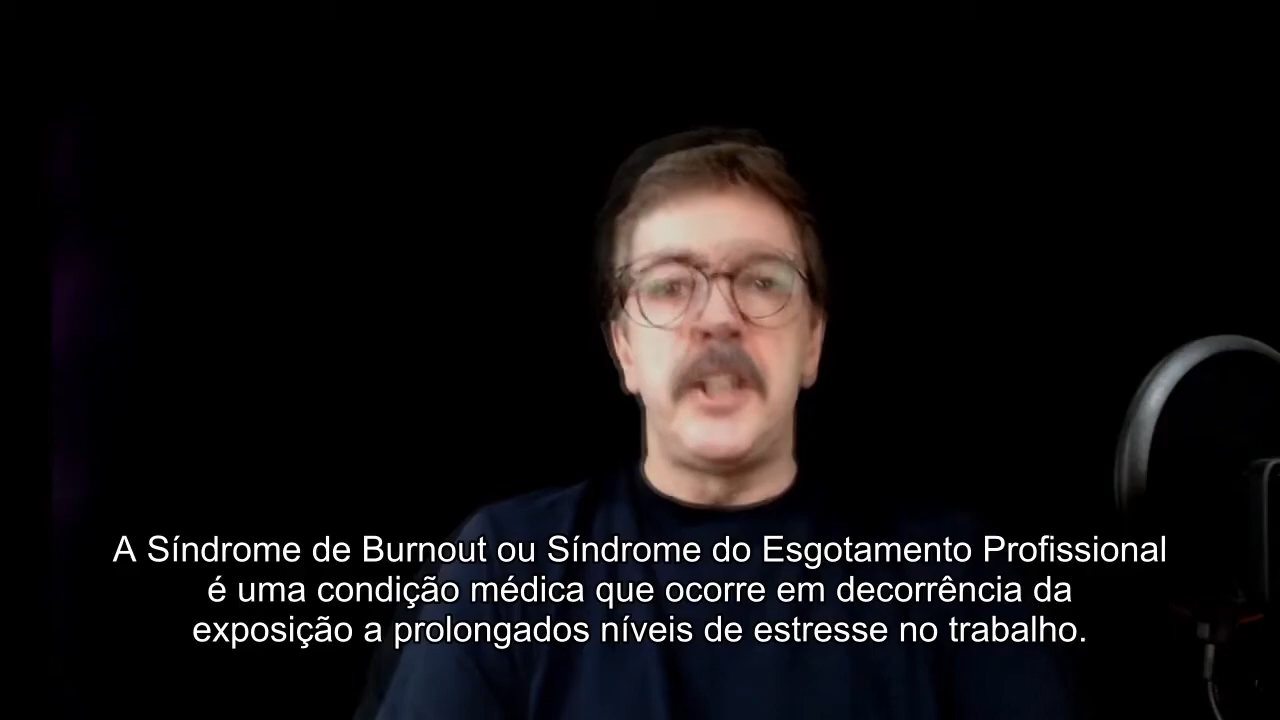 A Síndrome de Burnout ou Síndrome do Esgotamento Profissional
é uma condição médica que ocorre em decorrência da
exposição a prolongados níveis de estresse no trabalho.